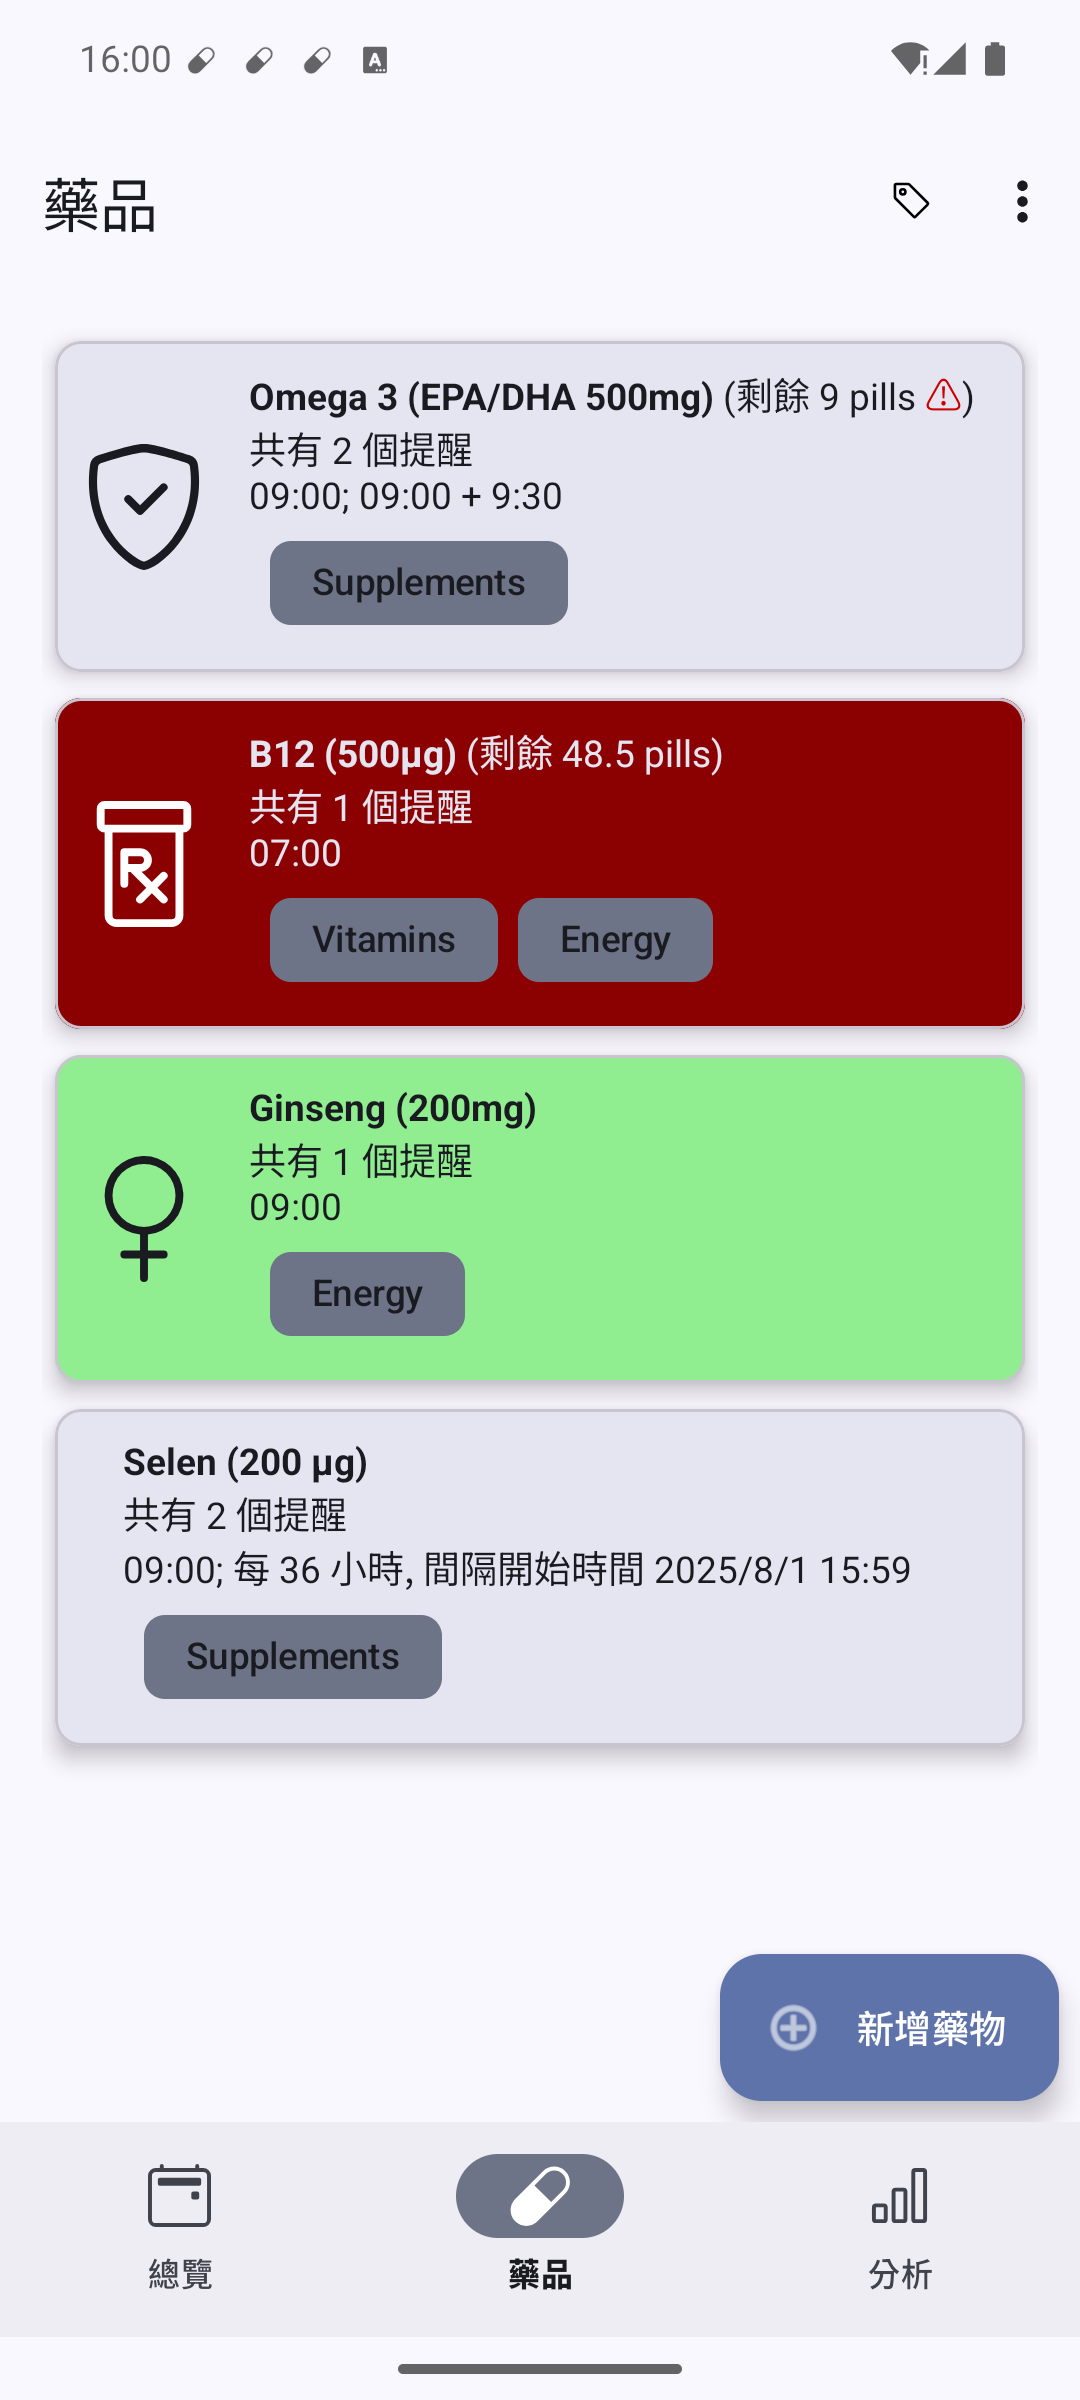 16:00
藥品
Omega 3 (EPA/DHA 500mg) (剩餘 9 pills ⚠)
共有 2 個提醒
09:00; 09:00 + 9:30
Supplements
B12 (500µg) (剩餘 48.5 pills)
共有 1 個提醒
07:00
Vitamins Energy
Ginseng (200mg)
共有 1 個提醒
09:00
Energy
Selen (200 µg)
共有 2 個提醒
09:00; 每 36 小時, 間隔開始時間 2025/8/1 15:59
Supplements
新增藥物
總覽 藥品 分析